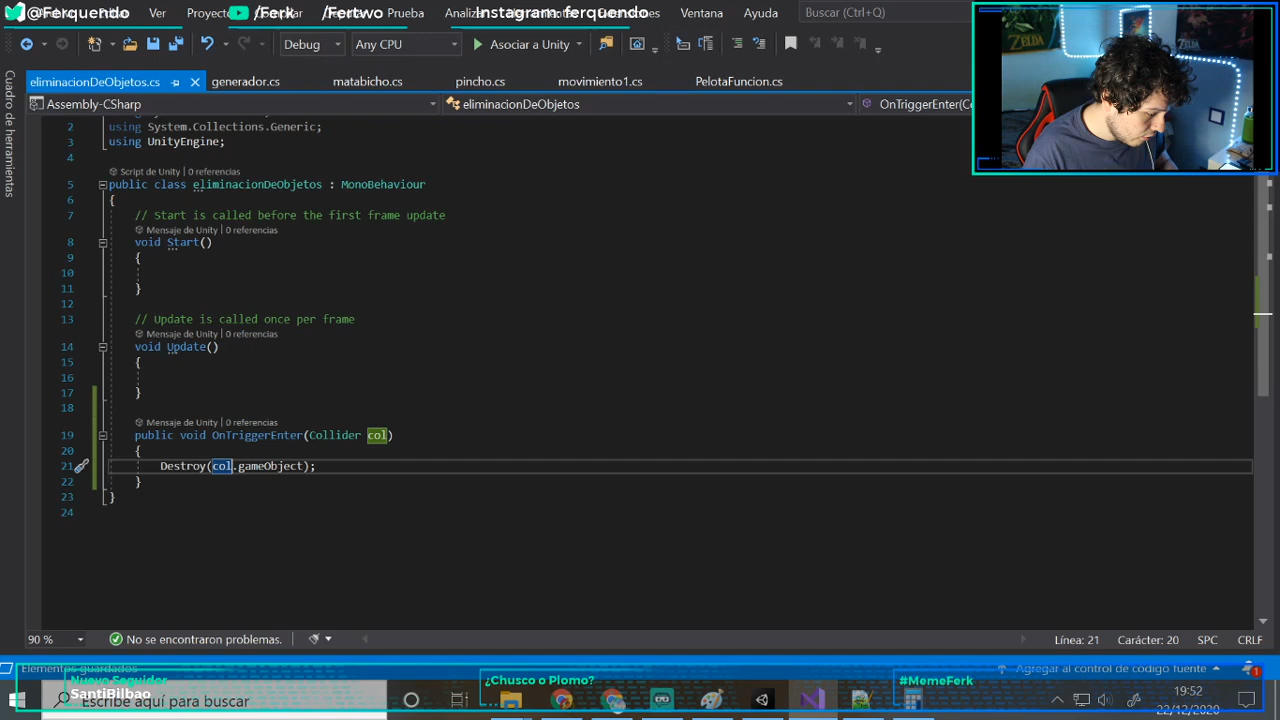 @Ferquendo /Ferk /Ferwo Instagram ferquendo
Ver Proyecto Prueba Ventana Ayuda Buscar (Ctrl+Q)
Debug Any CPU Asociar a Unity
eliminacionDeObjetos.cs generador.cs matabicho.cs pincho.cs movimiento1.cs PelotaFuncion.cs
Cuadro de herramientas
Assembly-CSharp eliminacionDeObjetos OnTriggerEnter(Co
2 using System.Collections.Generic;
3 using UnityEngine;
4
Script de Unity | 0 referencias
5 public class eliminacionDeObjetos : MonoBehaviour
6 {
7 // Start is called before the first frame update
Mensaje de Unity | 0 referencias
8 void Start()
9 {
10
11 }
12
13 // Update is called once per frame
Mensaje de Unity | 0 referencias
14 void Update()
15 {
16
17 }
18
Mensaje de Unity | 0 referencias
19 public void OnTriggerEnter(Collider col)
20 {
21 Destroy(col.gameObject);
22 }
23 }
24
90 % No se encontraron problemas. Línea: 21 Carácter: 20 SPC CRLF
Elementos guardados Agregar al control de código fuente 1
Nuevo Seguidor ¿Chusco o Plomo? #MemeFerk
SantiBilbao
Escribe aquí para buscar
19:52
22/12/2020